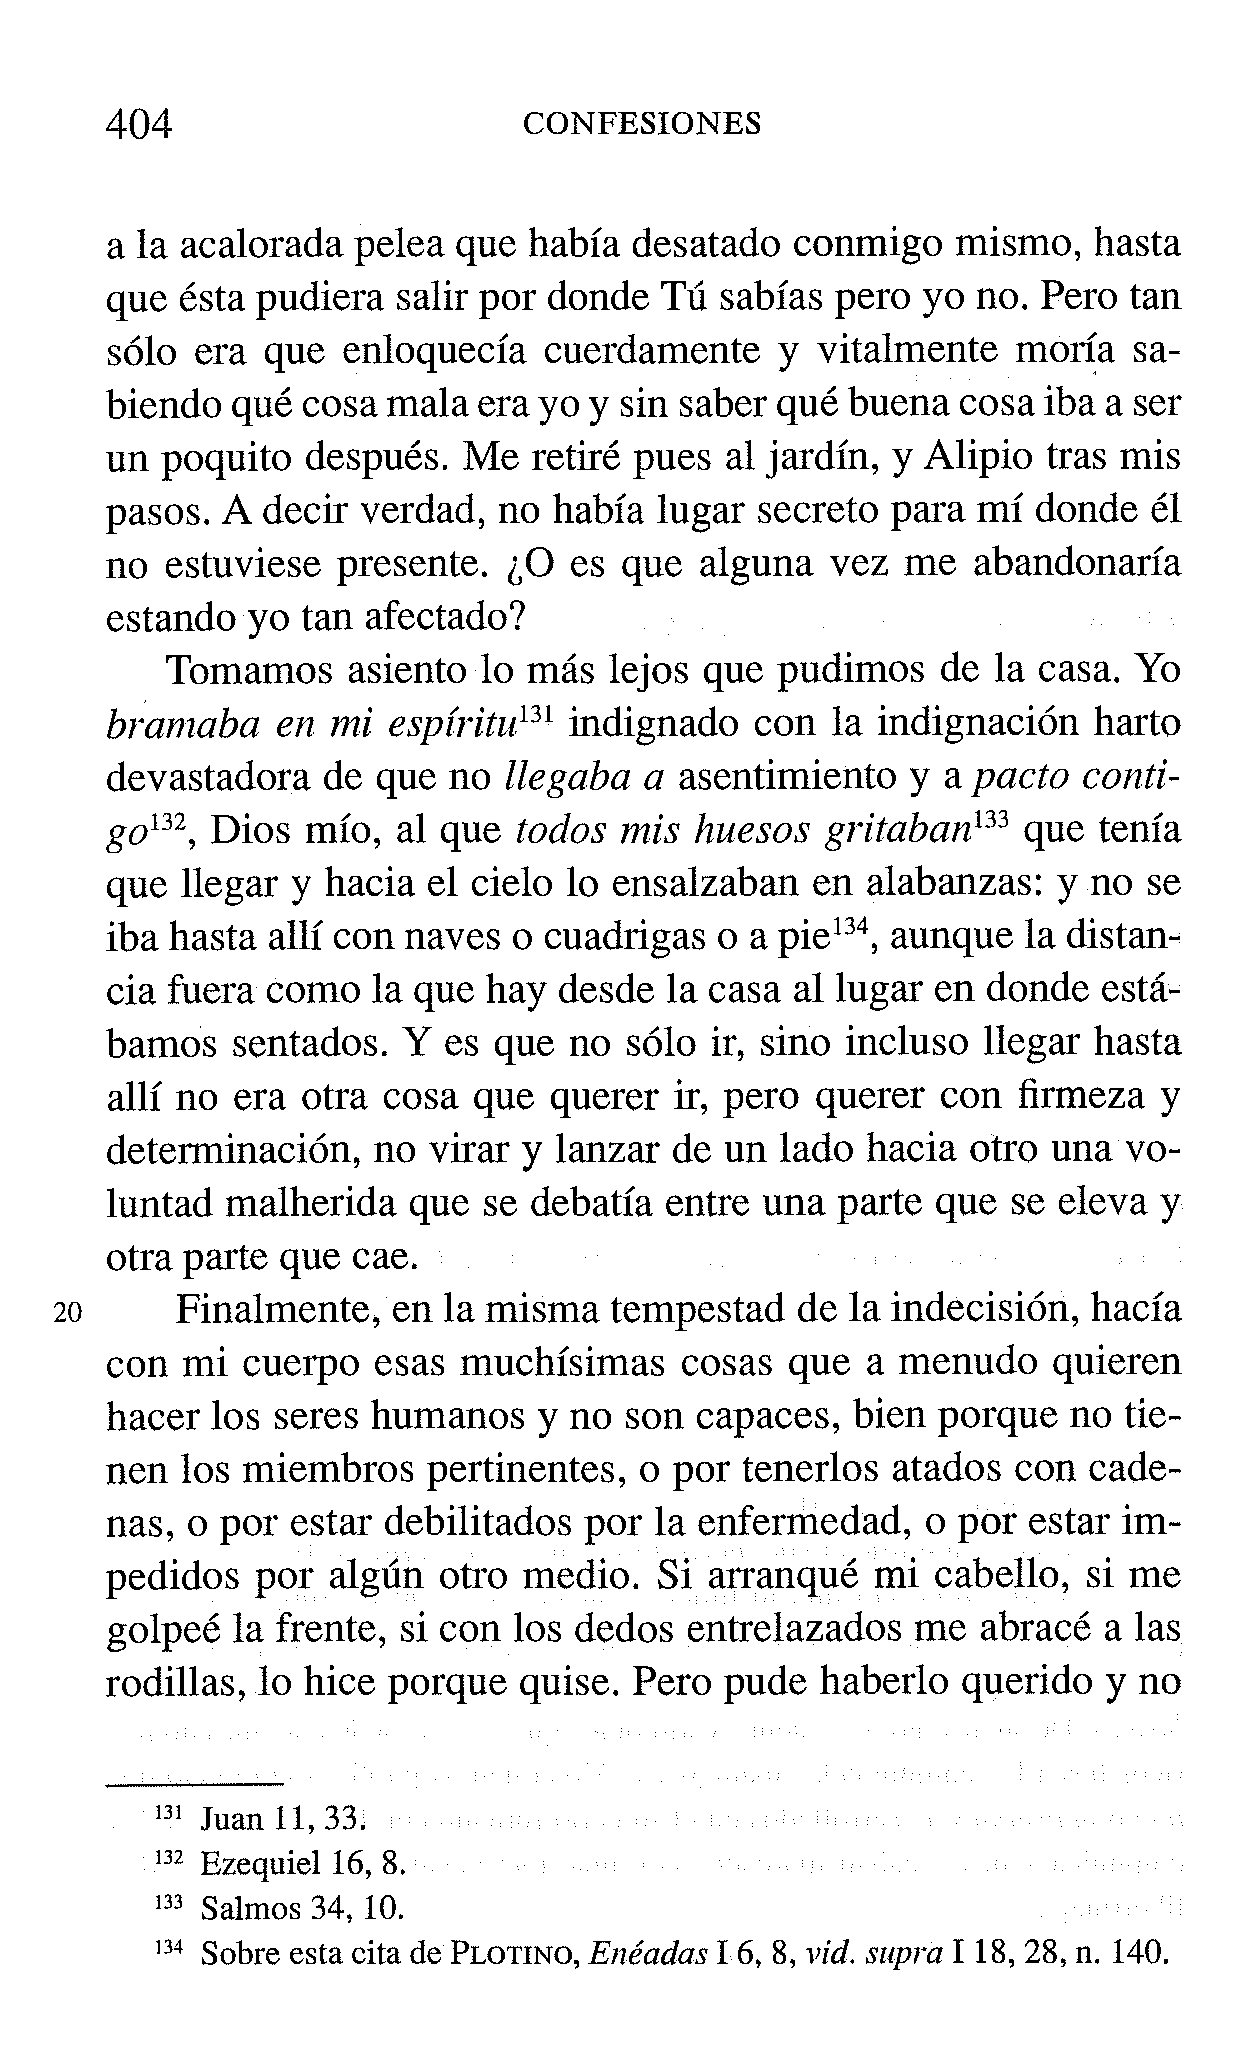 404 CONFESIONES
a la acalorada pelea que había desatado conmigo mismo, hasta
que ésta pudiera salir por donde Tú sabías pero yo no. Pero tan
sólo era que enloquecía cuerdamente y vitalmente moría sa-
biendo qué cosa mala era yo y sin saber qué buena cosa iba a ser
un poquito después. Me retiré pues al jardín, y Alipio tras mis
pasos. A decir verdad, no había lugar secreto para mí donde él
no estuviese presente. ¿O es que alguna vez me abandonaría
estando yo tan afectado?
Tomamos asiento lo más lejos que pudimos de la casa. Yo
bramaba en mi espíritu¹³¹ indignado con la indignación harto
devastadora de que no llegaba a asentimiento y a pacto conti-
go¹³², Dios mío, al que todos mis huesos gritaban¹³³ que tenía
que llegar y hacia el cielo lo ensalzaban en alabanzas: y no se
iba hasta allí con naves o cuadrigas o a pie¹³⁴, aunque la distan-
cia fuera como la que hay desde la casa al lugar en donde está-
bamos sentados. Y es que no sólo ir, sino incluso llegar hasta
allí no era otra cosa que querer ir, pero querer con firmeza y
determinación, no virar y lanzar de un lado hacia otro una vo-
luntad malherida que se debatía entre una parte que se eleva y
otra parte que cae.
20 Finalmente, en la misma tempestad de la indecisión, hacía
con mi cuerpo esas muchísimas cosas que a menudo quieren
hacer los seres humanos y no son capaces, bien porque no tie-
nen los miembros pertinentes, o por tenerlos atados con cade-
nas, o por estar debilitados por la enfermedad, o por estar im-
pedidos por algún otro medio. Si arranqué mi cabello, si me
golpeé la frente, si con los dedos entrelazados me abracé a las
rodillas, lo hice porque quise. Pero pude haberlo querido y no
¹³¹ Juan 11, 33.
¹³² Ezequiel 16, 8.
¹³³ Salmos 34, 10.
¹³⁴ Sobre esta cita de PLOTINO, Enéadas I 6, 8, vid. supra I 18, 28, n. 140.